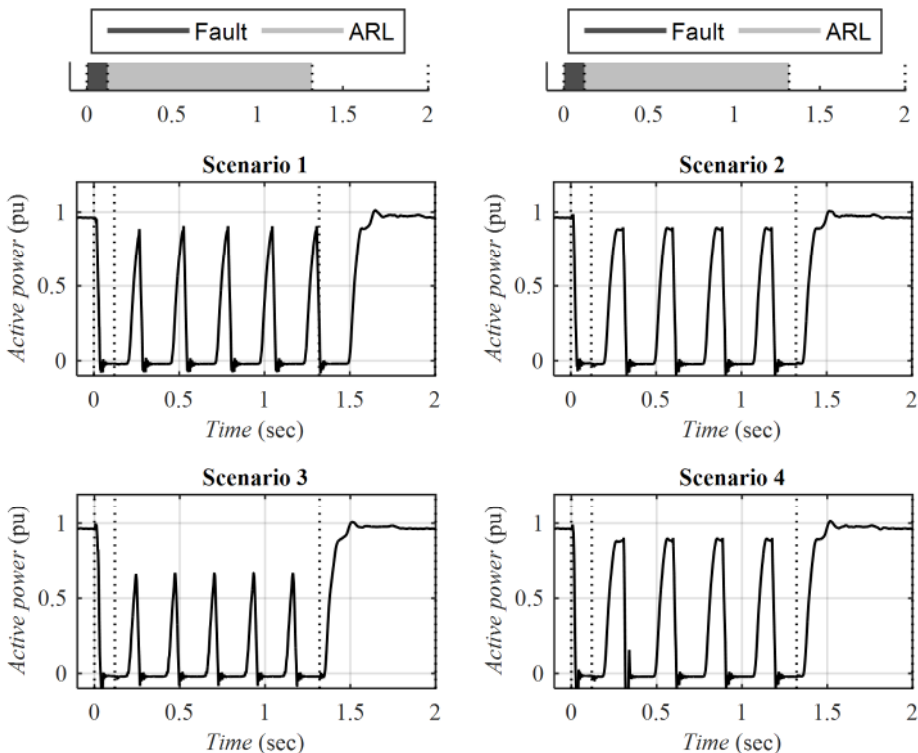 Fault ARL
Fault ARL
0 0.5 1 1.5 2
0 0.5 1 1.5 2
Scenario 1
1
0.5
0
Active power (pu)
0 0.5 1 1.5 2
Time (sec)
Scenario 2
1
0.5
0
Active power (pu)
0 0.5 1 1.5 2
Time (sec)
Scenario 3
1
0.5
0
Active power (pu)
0 0.5 1 1.5 2
Time (sec)
Scenario 4
1
0.5
0
Active power (pu)
0 0.5 1 1.5 2
Time (sec)